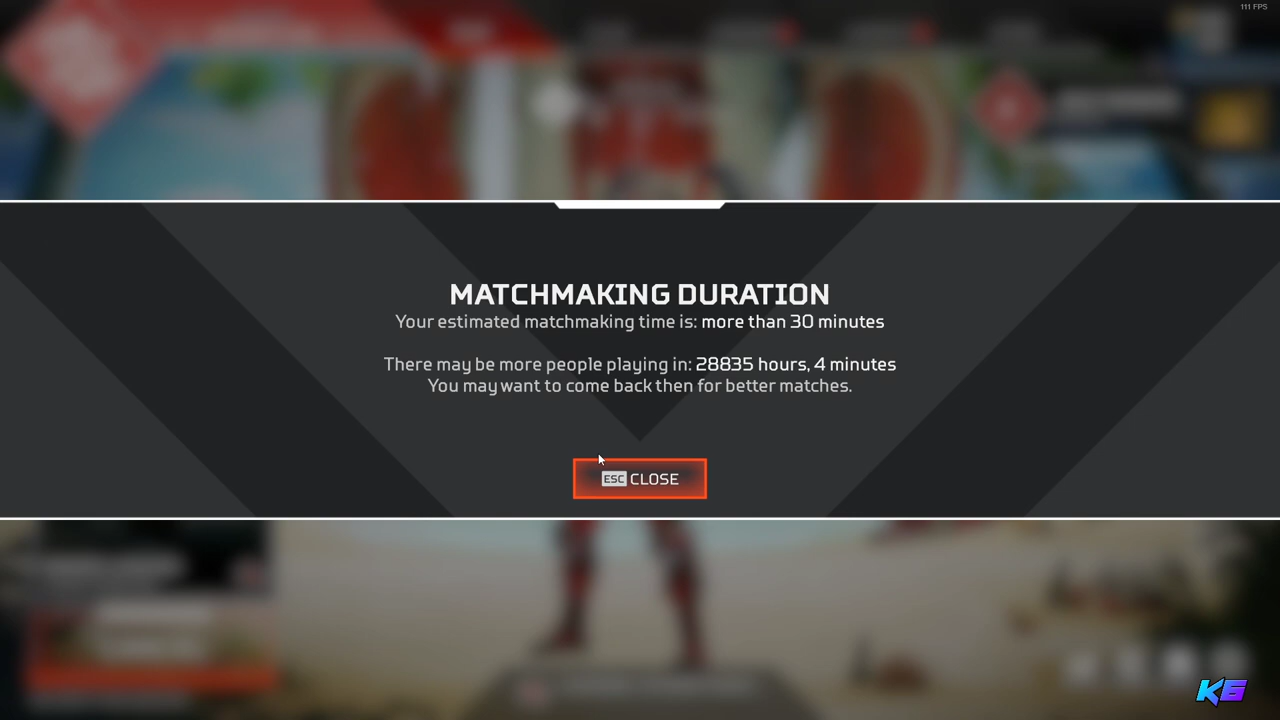 111 FPS
MATCHMAKING DURATION
Your estimated matchmaking time is: more than 30 minutes
There may be more people playing in: 28835 hours, 4 minutes
You may want to come back then for better matches.
ESC CLOSE
K6